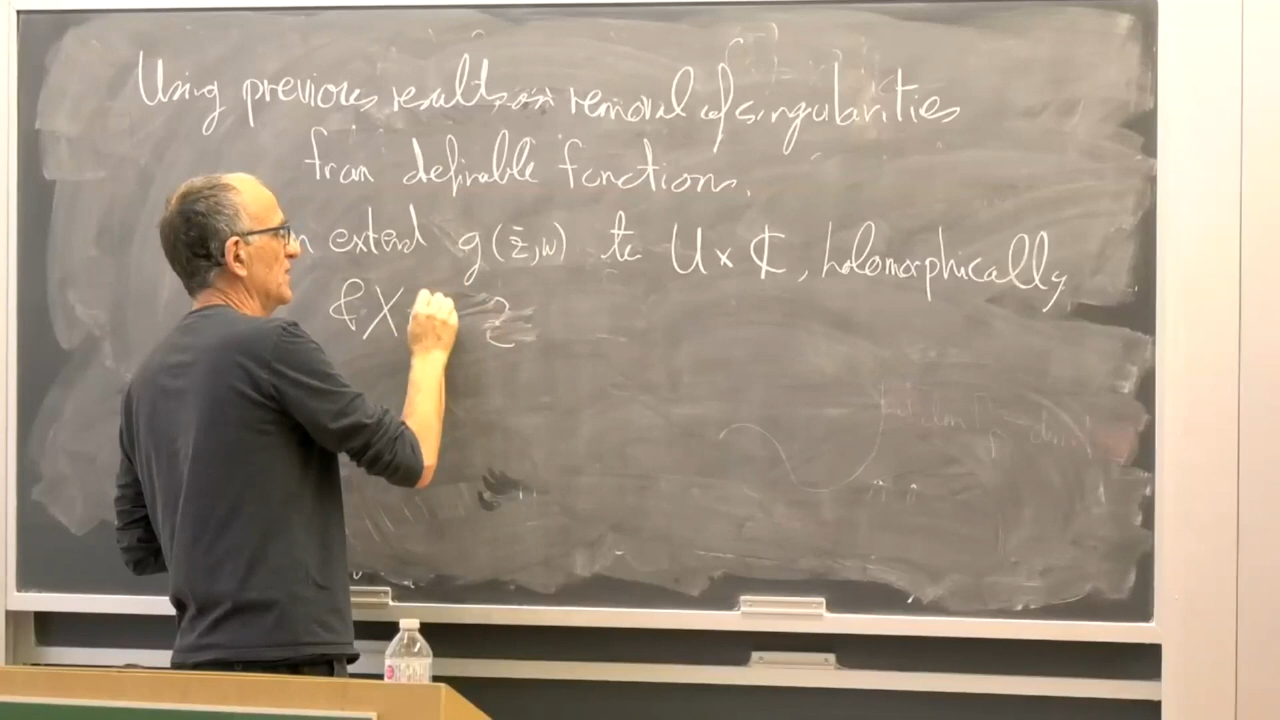 Using previous results on removal of singularities
from definable functions.
extend g(z̄,w) to U × ℂ, holomorphically
& X Z